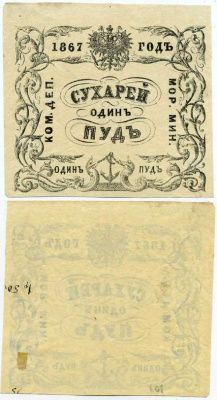 1867 ГОДЪ
КОМ. ДЕП.
СУХАРЕЙ
ОДИНЪ
ПУДЪ
МОР. МИН.
ОДИНЪ ПУДЪ